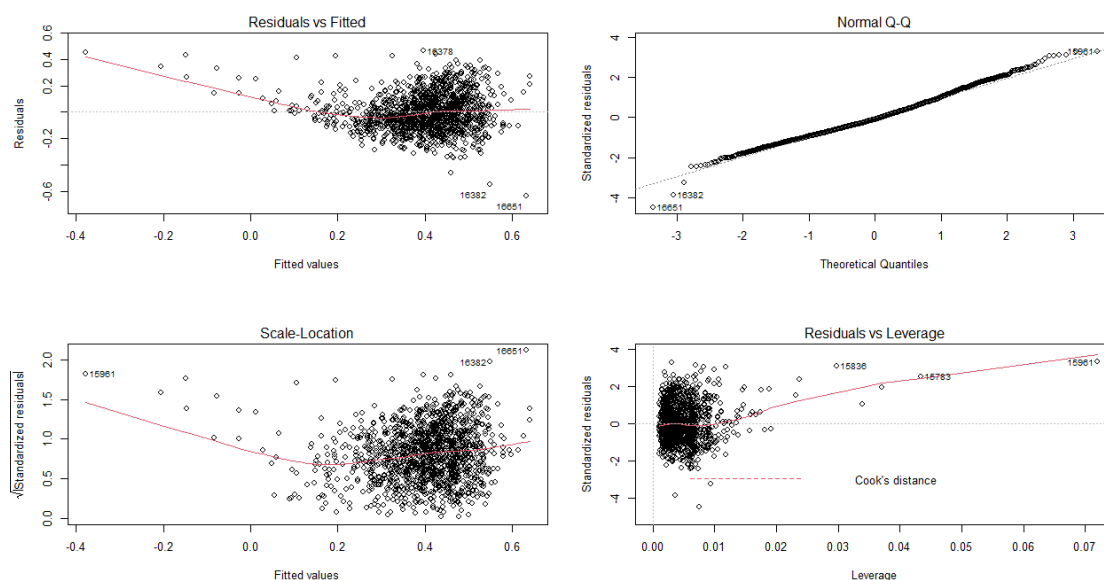 Residuals vs Fitted
Residuals
0.6
0.4
0.2
-0.2
-0.6
16378
16382
16651
-0.4 -0.2 0.0 0.2 0.4 0.6
Fitted values
Normal Q-Q
Standardized residuals
4
2
0
-2
-4
15961
16382
16651
-3 -2 -1 0 1 2 3
Theoretical Quantiles
Scale-Location
√|Standardized residuals|
2.0
1.5
1.0
0.5
0.0
15961
16651
16382
-0.4 -0.2 0.0 0.2 0.4 0.6
Fitted values
Residuals vs Leverage
Standardized residuals
4
2
0
-2
-4
15836
15783
15961
Cook's distance
0.00 0.01 0.02 0.03 0.04 0.05 0.06 0.07
Leverage